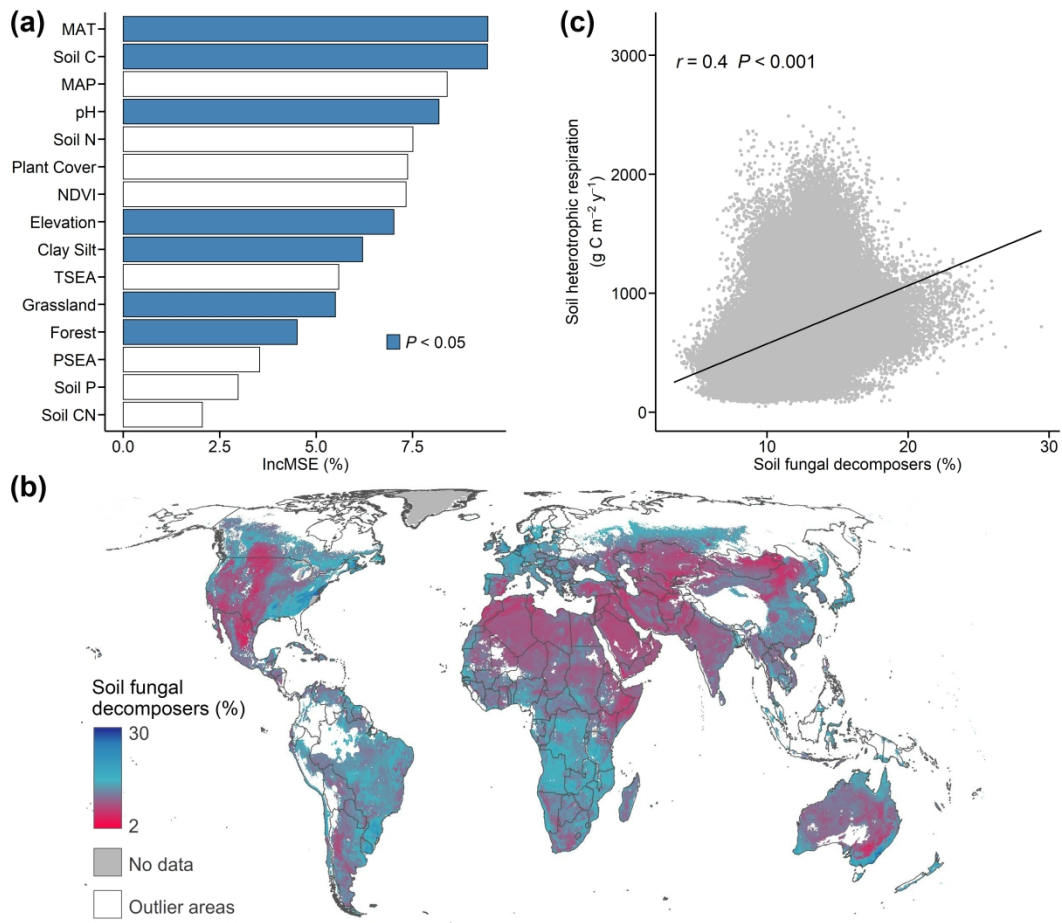 (a)
MAT
Soil C
MAP
pH
Soil N
Plant Cover
NDVI
Elevation
Clay Silt
TSEA
Grassland
Forest
PSEA
Soil P
Soil CN
P < 0.05
0.0
2.5
5.0
7.5
IncMSE (%)
(c)
r = 0.4 P < 0.001
3000
2000
1000
0
Soil heterotrophic respiration
(g C m⁻² y⁻¹)
10
20
30
Soil fungal decomposers (%)
(b)
Soil fungal
decomposers (%)
30
2
No data
Outlier areas